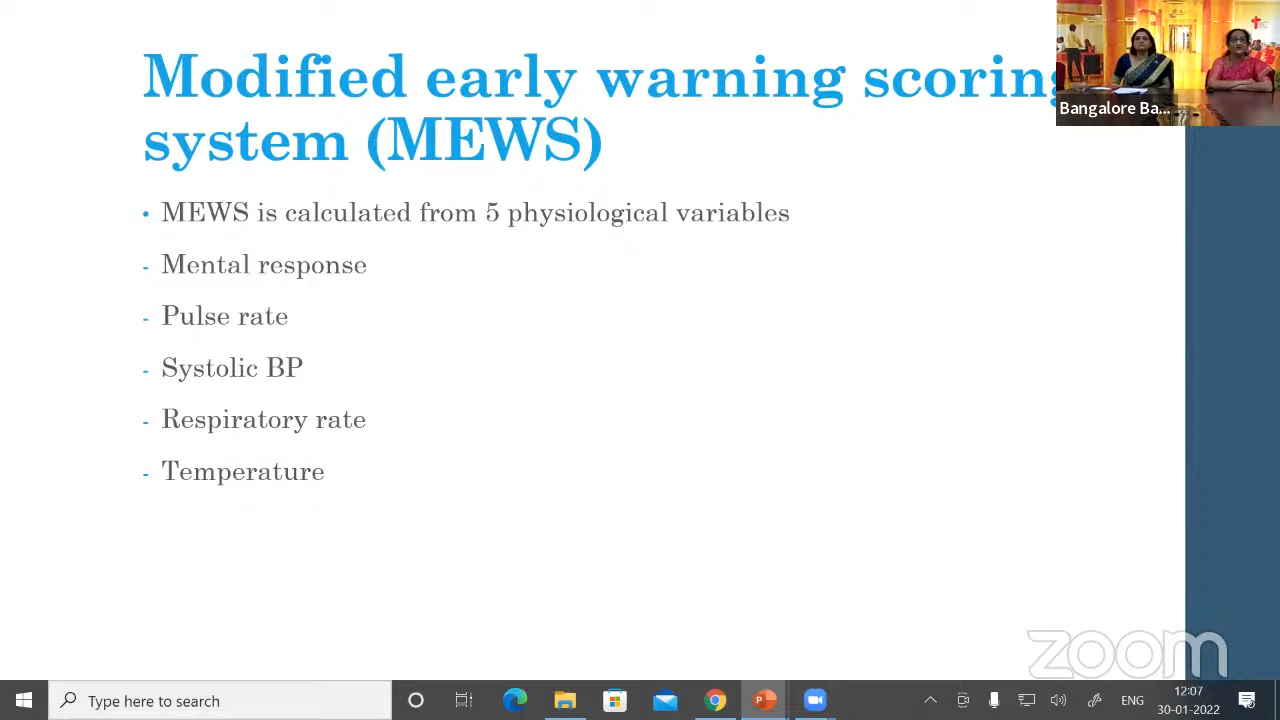 Modified early warning scoring
system (MEWS)
• MEWS is calculated from 5 physiological variables
- Mental response
- Pulse rate
- Systolic BP
- Respiratory rate
- Temperature
Bangalore Ba...
zoom
Type here to search
ENG
12:07
30-01-2022